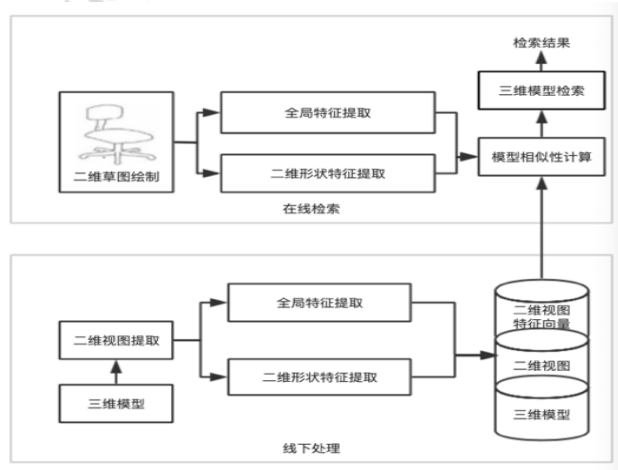 检索结果
三维模型检索
全局特征提取
模型相似性计算
二维草图绘制
二维形状特征提取
在线检索
全局特征提取
二维视图
特征向量
二维视图提取
二维视图
二维形状特征提取
三维模型
三维模型
线下处理